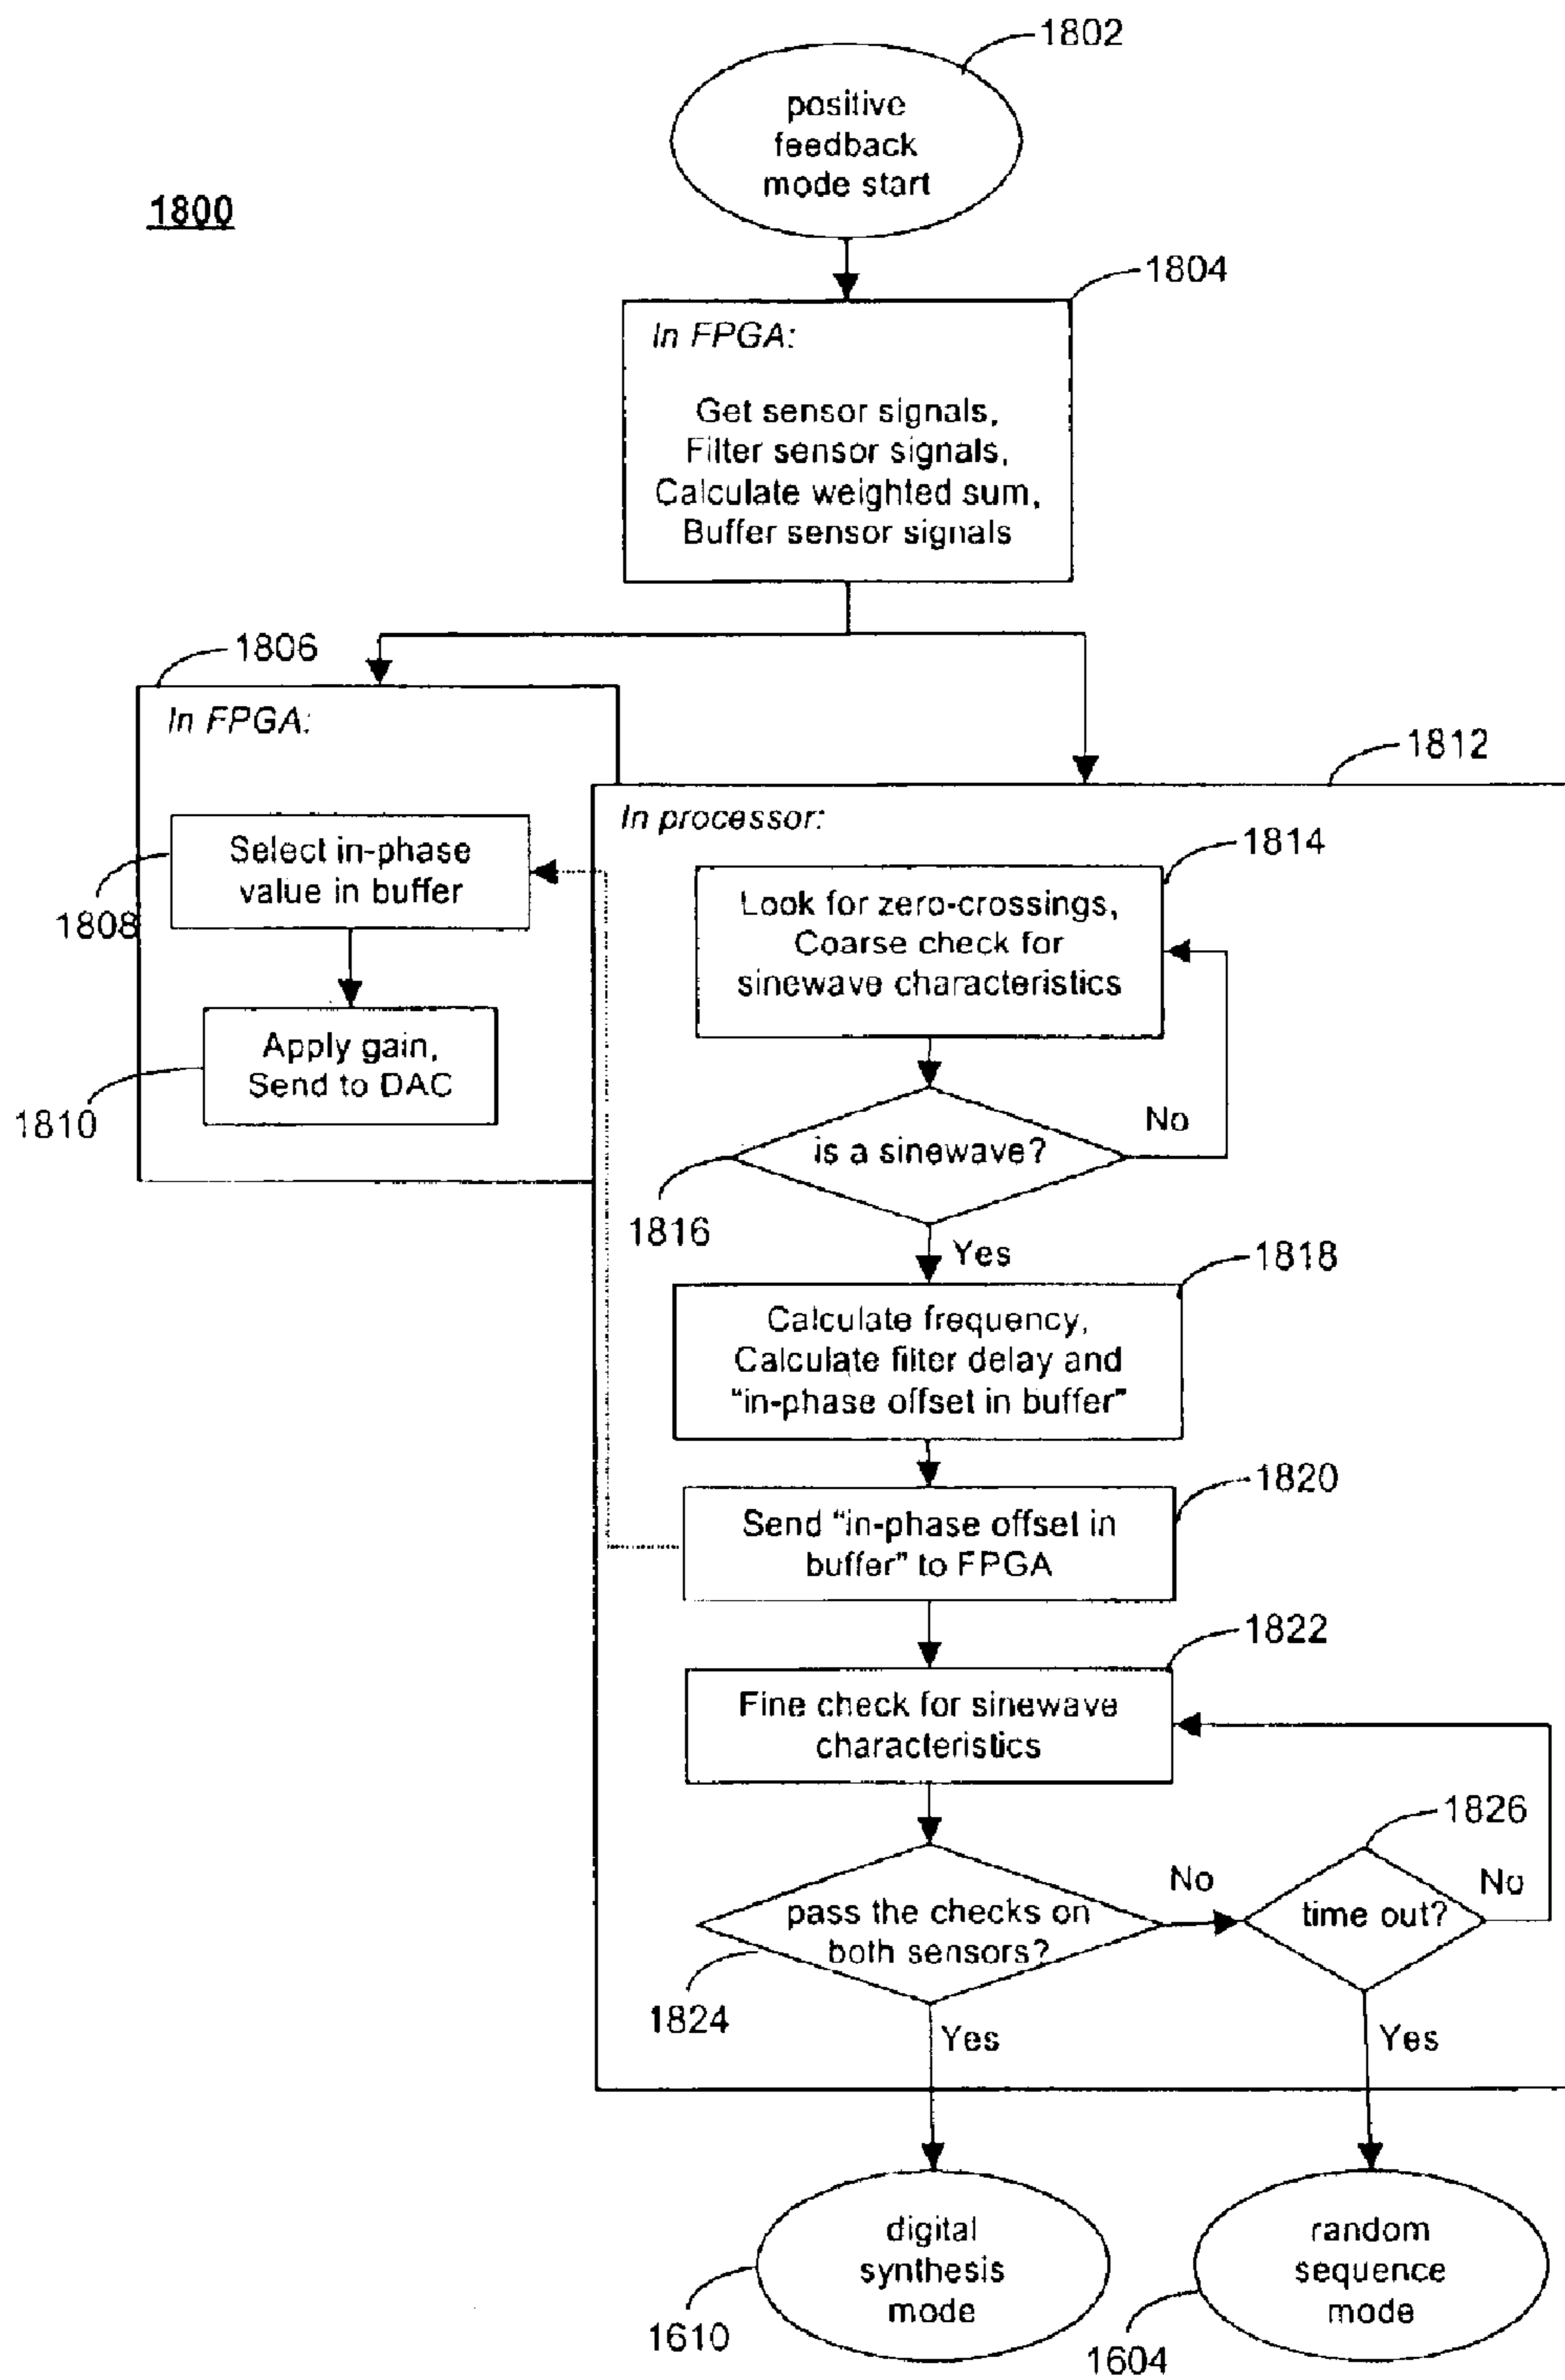 1802
positive
feedback
mode start
1800
1804
In FPGA:
Get sensor signals,
Filter sensor signals,
Calculate weighted sum,
Buffer sensor signals
1806
In FPGA:
1812
In processor:
Select in-phase
value in buffer
1808
1814
Look for zero-crossings,
Coarse check for
sinewave characteristics
Apply gain,
Send to DAC
1810
No
is a sinewave?
1816
Yes
1818
Calculate frequency,
Calculate filter delay and
"in-phase offset in buffer"
1820
Send "in-phase offset in
buffer" to FPGA
1822
Fine check for sinewave
characteristics
1826
No
No
pass the checks on
both sensors?
time out?
1824
Yes
Yes
digital
synthesis
mode
random
sequence
mode
1610
1604